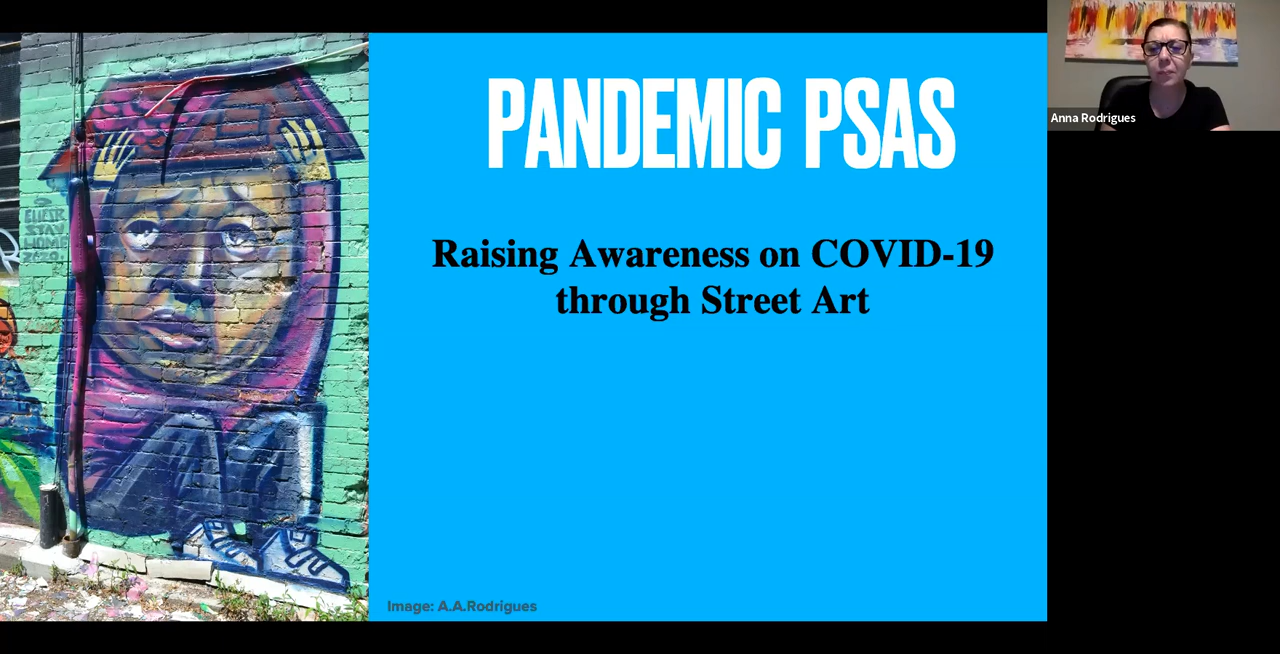 PANDEMIC PSAS
Anna Rodrigues
Raising Awareness on COVID-19
through Street Art
STAY
HOME
2020
Image: A.A.Rodrigues